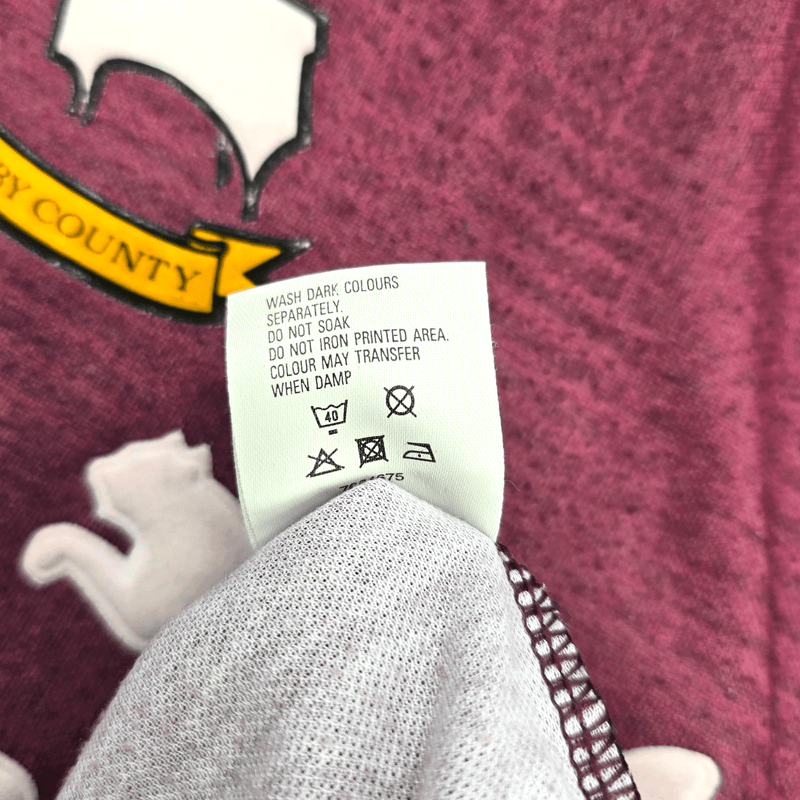 BY COUNTY
WASH DARK COLOURS
SEPARATELY.
DO NOT SOAK
DO NOT IRON PRINTED AREA.
COLOUR MAY TRANSFER
WHEN DAMP
40